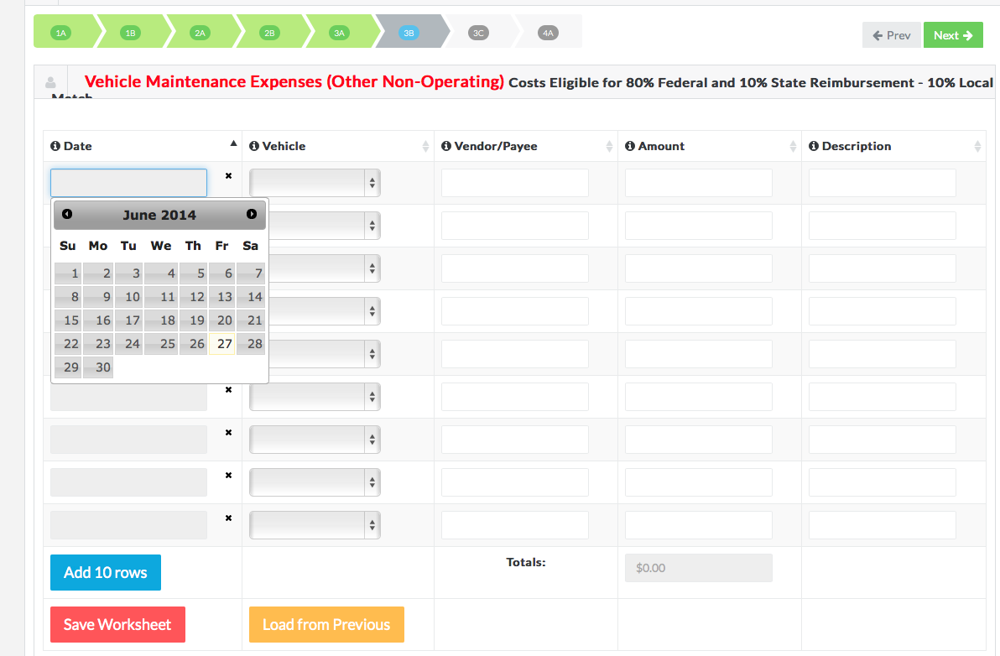 1A 1B 2A 2B 3A 3B 3C 4A
Prev Next
Vehicle Maintenance Expenses (Other Non-Operating) Costs Eligible for 80% Federal and 10% State Reimbursement - 10% Local
Match
Date Vehicle Vendor/Payee Amount Description
June 2014
Su Mo Tu We Th Fr Sa
1 2 3 4 5 6 7
8 9 10 11 12 13 14
15 16 17 18 19 20 21
22 23 24 25 26 27 28
29 30
Add 10 rows Totals: $0.00
Save Worksheet Load from Previous